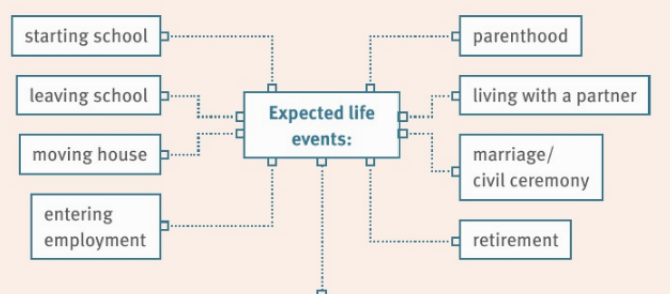 starting school
leaving school
moving house
entering
employment
Expected life
events:
parenthood
living with a partner
marriage/
civil ceremony
retirement